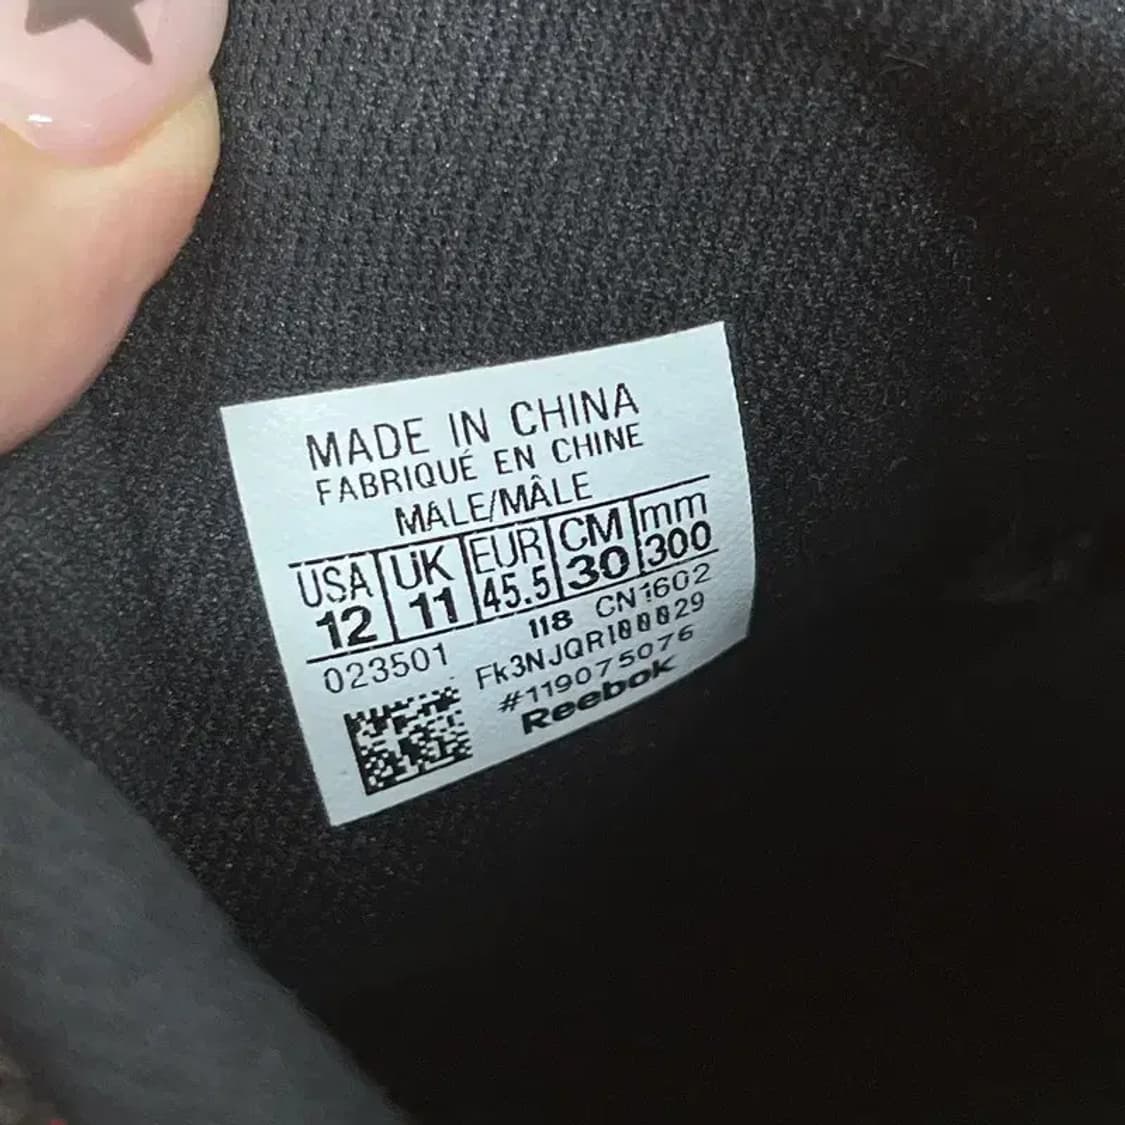 MADE IN CHINA
FABRIQUÉ EN CHINE
MALE/MÂLE
USA UK EUR CM mm
12 11 45.5 30 300
118 CN1602
023501 Fk3NJQRI00029
#119075076
Reebok